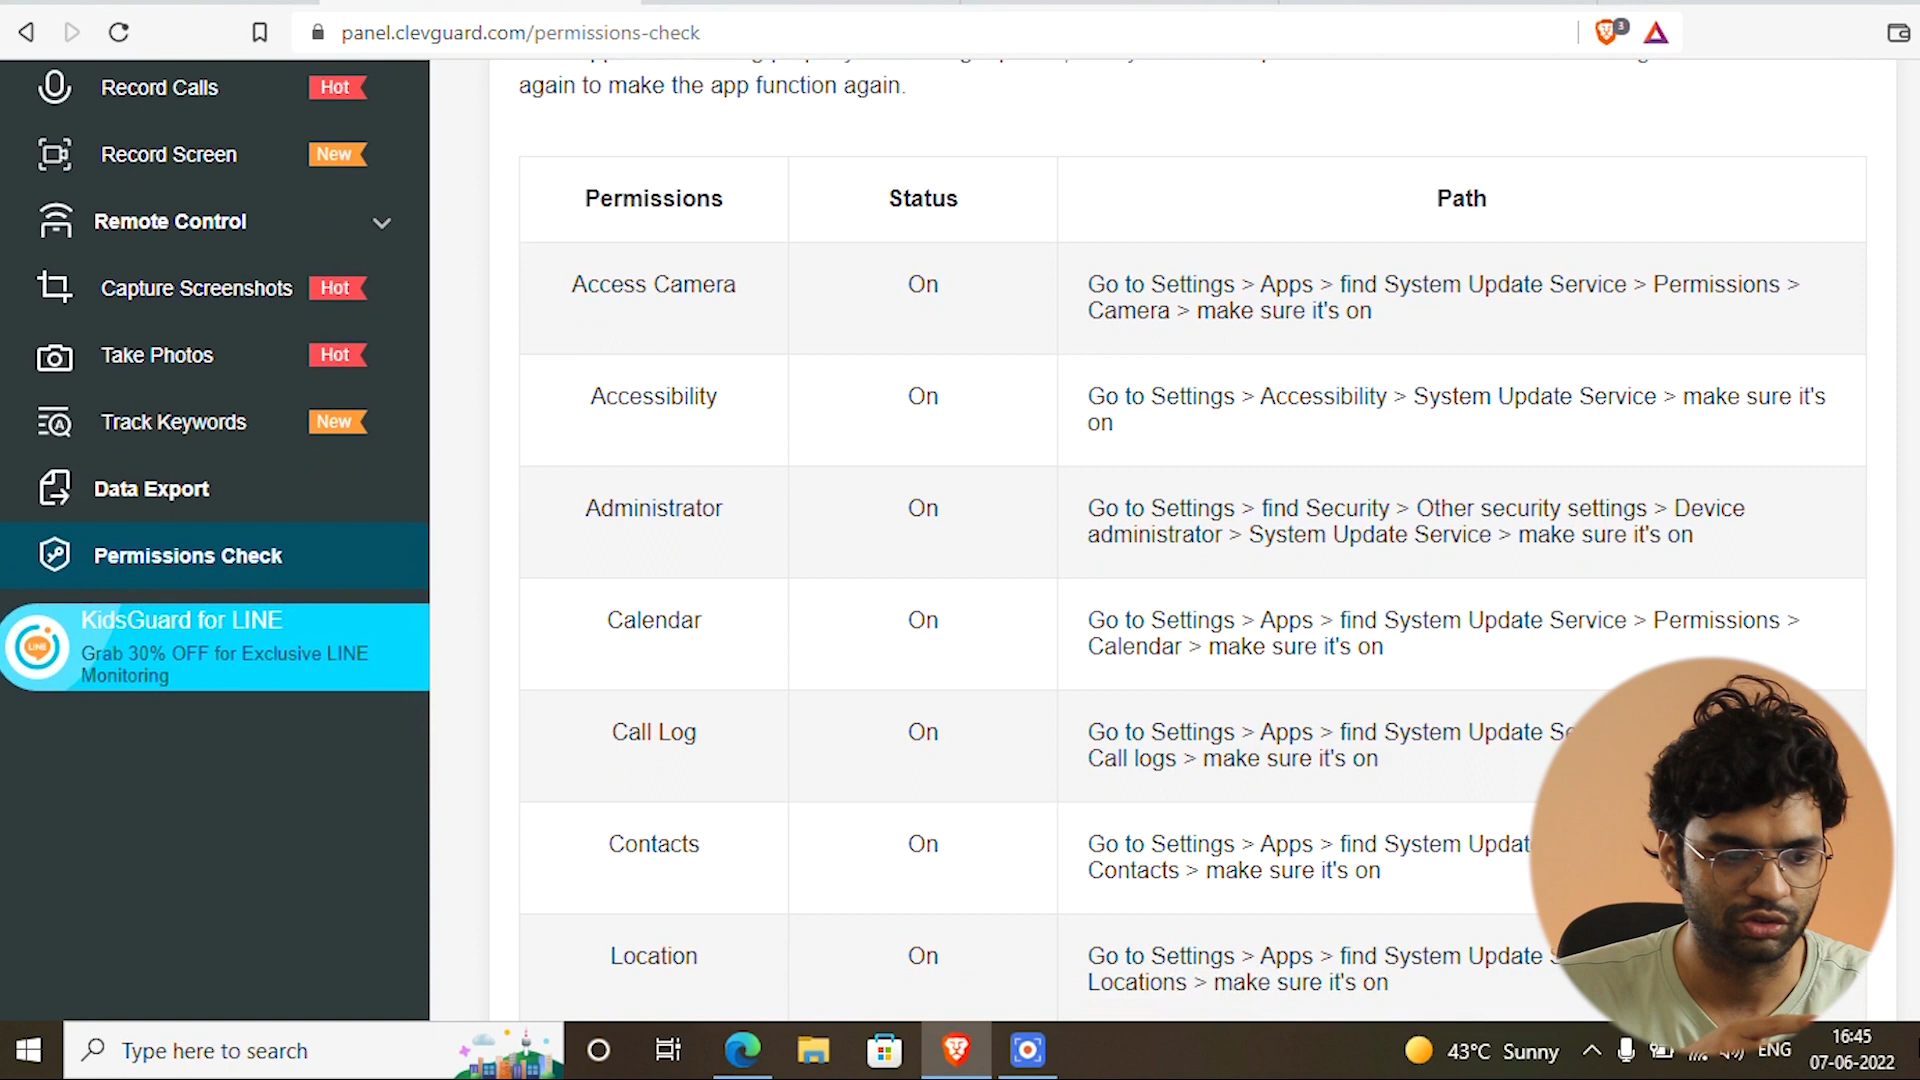 panel.clevguard.com/permissions-check
3
Record Calls Hot
Record Screen New
Remote Control
Capture Screenshots Hot
Take Photos Hot
Track Keywords New
Data Export
Permissions Check
KidsGuard for LINE
Grab 30% OFF for Exclusive LINE
Monitoring
LINE
again to make the app function again.
Permissions Status Path
Access Camera On Go to Settings > Apps > find System Update Service > Permissions >
Camera > make sure it's on
Accessibility On Go to Settings > Accessibility > System Update Service > make sure it's
on
Administrator On Go to Settings > find Security > Other security settings > Device
administrator > System Update Service > make sure it's on
Calendar On Go to Settings > Apps > find System Update Service > Permissions >
Calendar > make sure it's on
Call Log On Go to Settings > Apps > find System Update
Call logs > make sure it's on
Contacts On Go to Settings > Apps > find System
Contacts > make sure it's on
Location On Go to Settings > Apps > find System Update
Locations > make sure it's on
Type here to search
43°C Sunny
ENG
16:45
07-06-2022